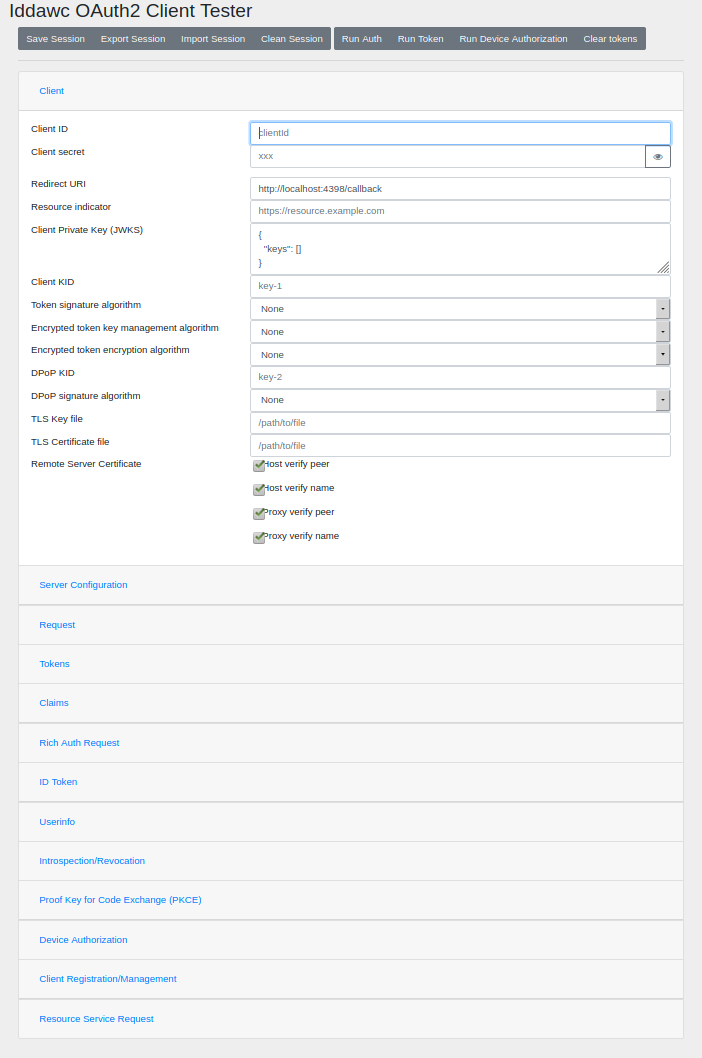 Iddawc OAuth2 Client Tester
Save Session Export Session Import Session Clean Session Run Auth Run Token Run Device Authorization Clear tokens
Client
Client ID clientId
Client secret xxx
Redirect URI http://localhost:4398/callback
Resource indicator https://resource.example.com
Client Private Key (JWKS) {
"keys": []
}
Client KID key-1
Token signature algorithm None
Encrypted token key management algorithm None
Encrypted token encryption algorithm None
DPoP KID key-2
DPoP signature algorithm None
TLS Key file /path/to/file
TLS Certificate file /path/to/file
Remote Server Certificate Host verify peer
Host verify name
Proxy verify peer
Proxy verify name
Server Configuration
Request
Tokens
Claims
Rich Auth Request
ID Token
Userinfo
Introspection/Revocation
Proof Key for Code Exchange (PKCE)
Device Authorization
Client Registration/Management
Resource Service Request